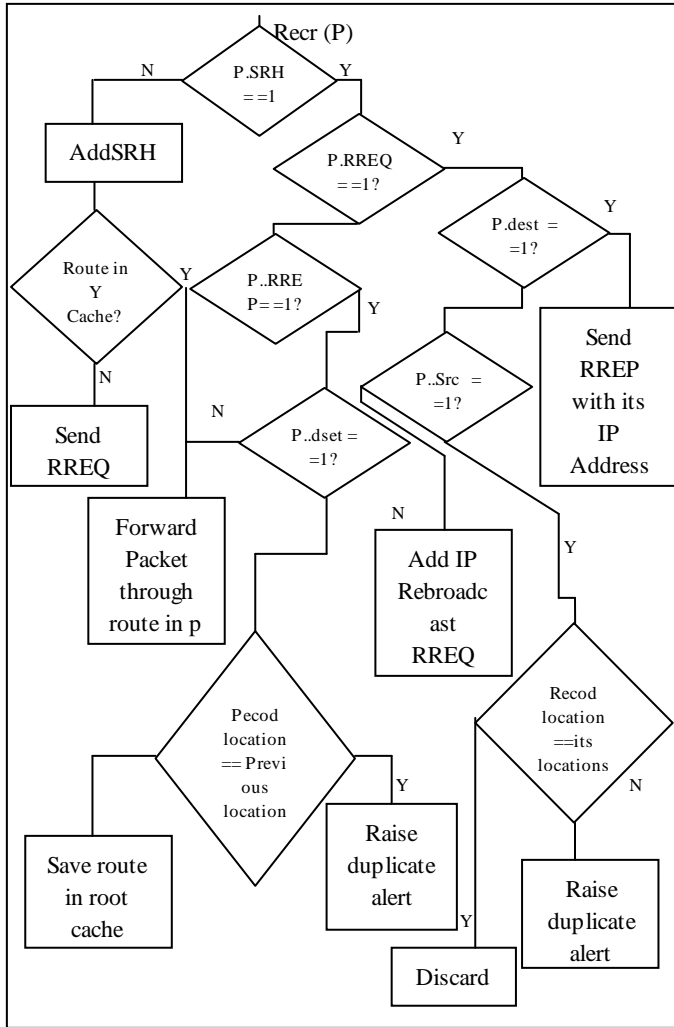 Recr (P)
N
P.SRH
= =1
Y
AddSRH
P.RREQ
= =1?
Y
P.dest =
=1?
Y
Route in
Y
Cache?
Y
P..RRE
P= =1?
Y
N
Send
RREQ
N
P..dset =
=1?
P..Src =
=1?
Send
RREP
with its
IP
Address
Forward
Packet
through
route in p
N
Add IP
Rebroadc
ast
RREQ
Y
Pecod
location
== Previ
ous
location
Y
Recod
location
==its
locations
N
Save route
in root
cache
Raise
duplicate
alert
Y
Discard
Raise
duplicate
alert